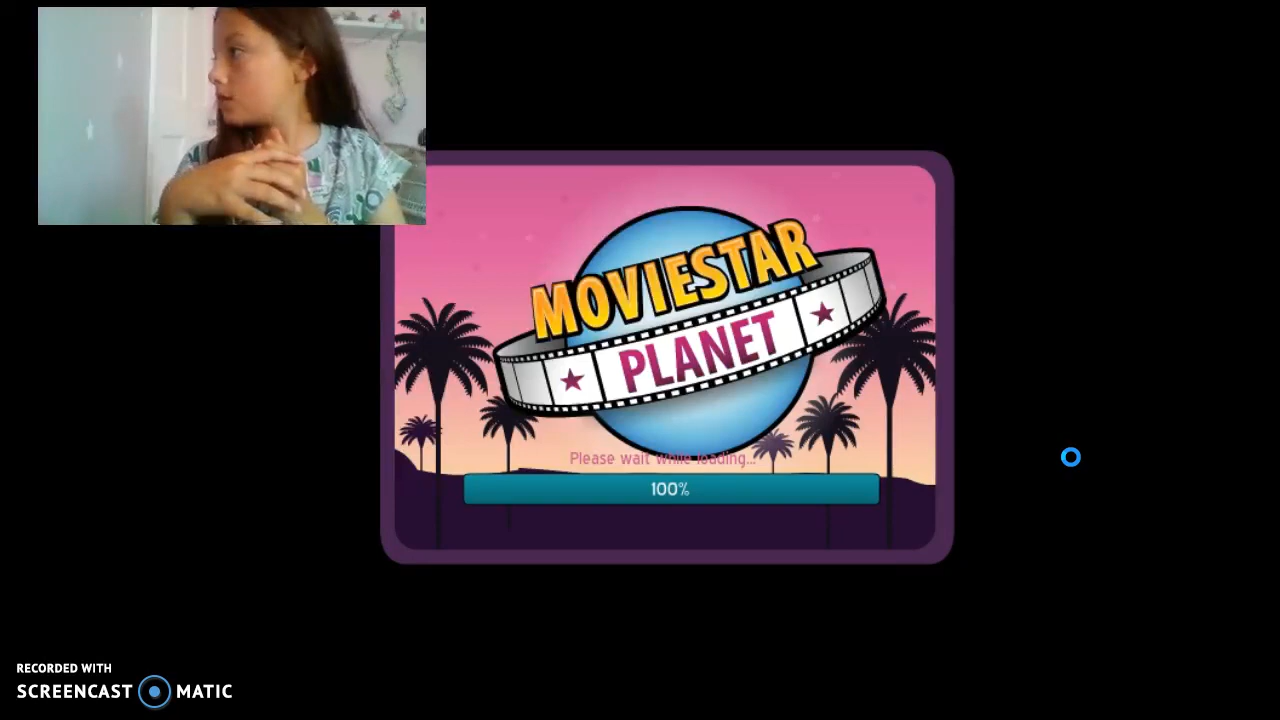 MOVIESTAR
PLANET
Please wait while loading...
100%
RECORDED WITH
SCREENCAST MATIC